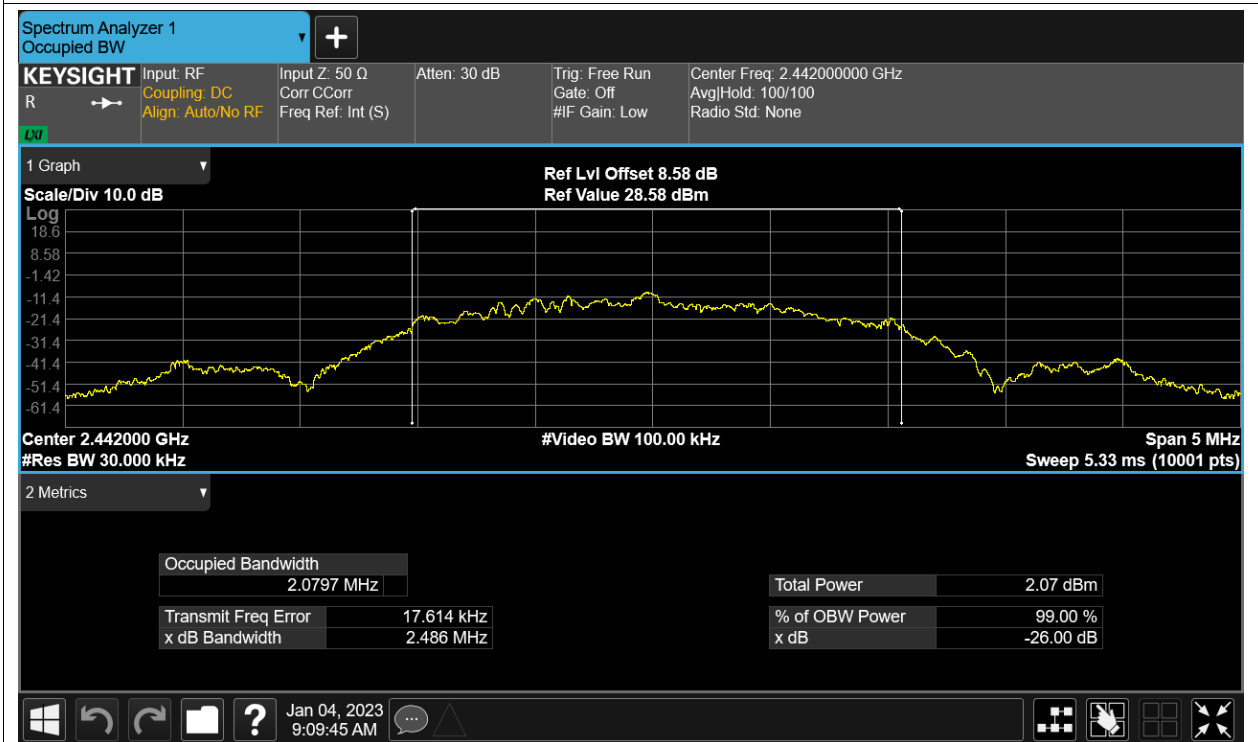 Spectrum Analyzer 1
Occupied BW
KEYSIGHT
R
LXI
Input: RF
Coupling: DC
Align: Auto/No RF
Input Z: 50 Ω
Corr CCorr
Freq Ref: Int (S)
Atten: 30 dB
Trig: Free Run
Gate: Off
#IF Gain: Low
Center Freq: 2.442000000 GHz
Avg|Hold: 100/100
Radio Std: None
1 Graph
Scale/Div 10.0 dB
Ref Lvl Offset 8.58 dB
Ref Value 28.58 dBm
Log
18.6
8.58
-1.42
-11.4
-21.4
-31.4
-41.4
-51.4
-61.4
Center 2.442000 GHz
#Video BW 100.00 kHz
Span 5 MHz
#Res BW 30.000 kHz
Sweep 5.33 ms (10001 pts)
2 Metrics
Occupied Bandwidth
2.0797 MHz
Total Power 2.07 dBm
Transmit Freq Error 17.614 kHz
% of OBW Power 99.00 %
x dB Bandwidth 2.486 MHz
x dB -26.00 dB
Jan 04, 2023
9:09:45 AM